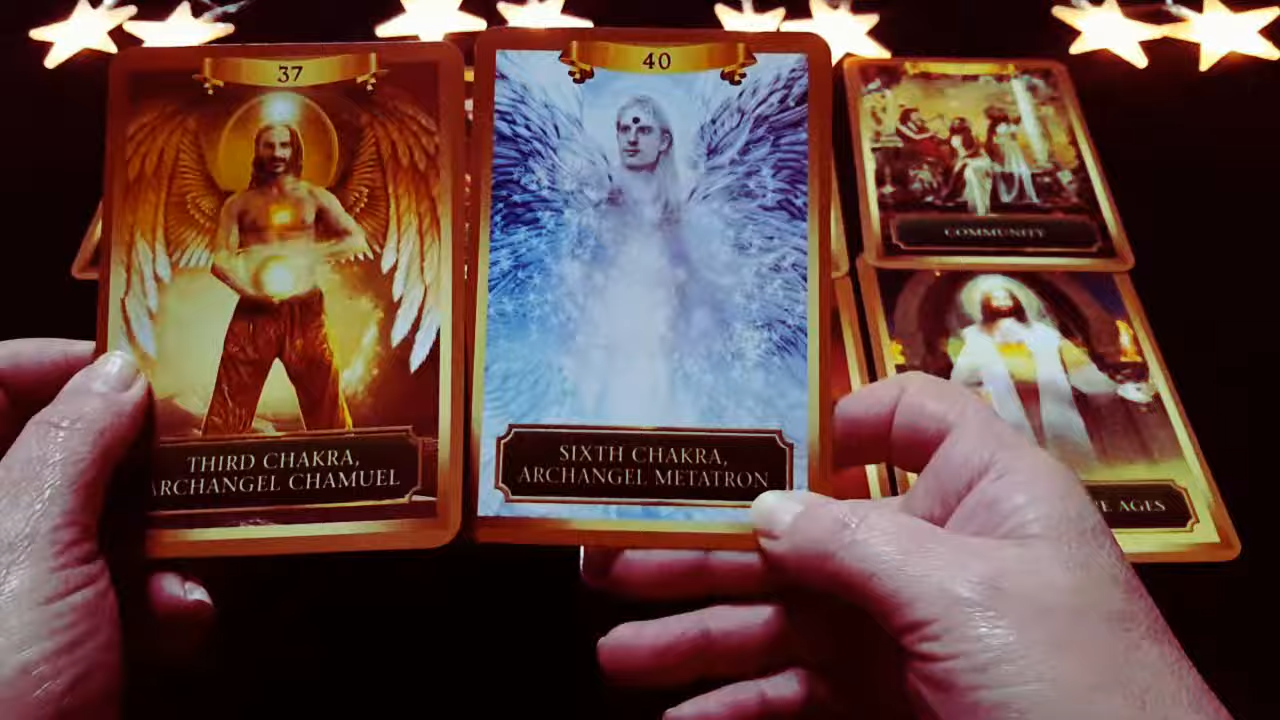 37
THIRD CHAKRA,
ARCHANGEL CHAMUEL
40
SIXTH CHAKRA,
ARCHANGEL METATRON
COMMUNITY
AGES